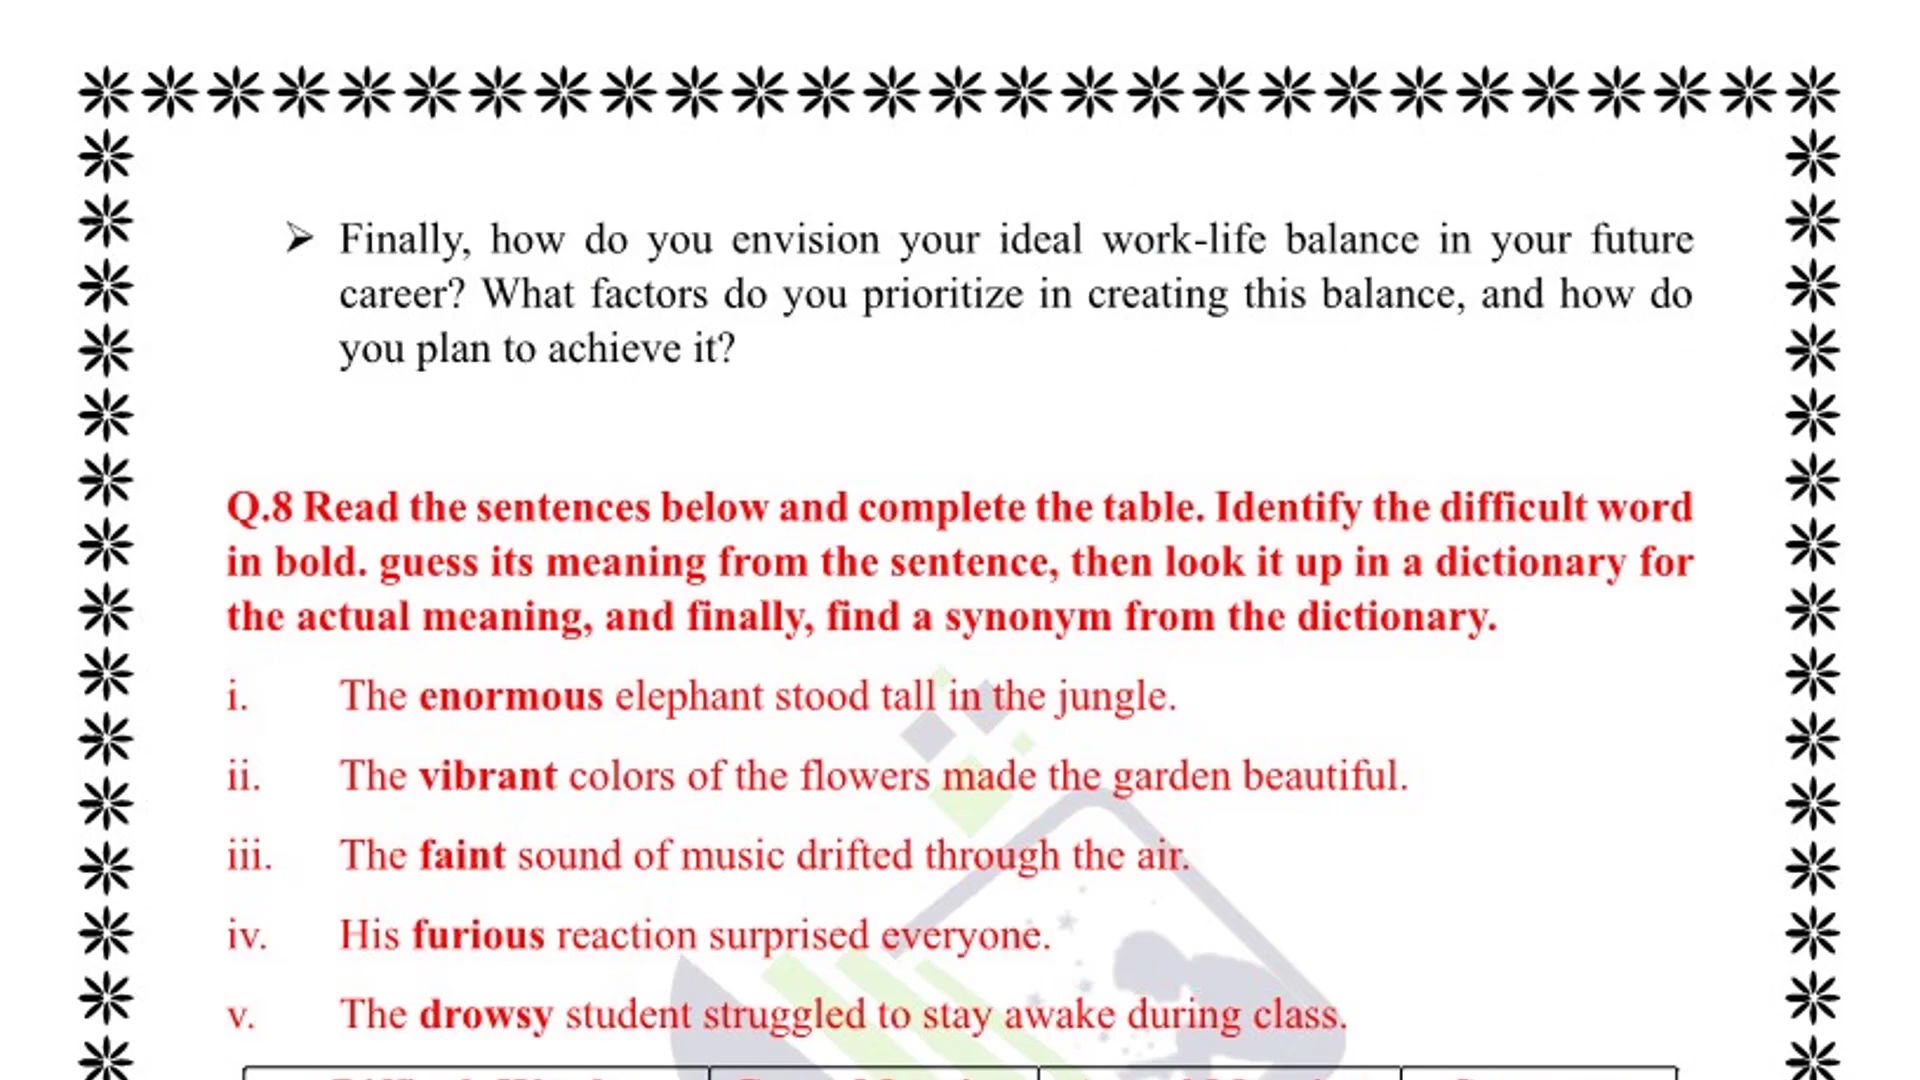 Finally, how do you envision your ideal work-life balance in your future
career? What factors do you prioritize in creating this balance, and how do
you plan to achieve it?
Q.8 Read the sentences below and complete the table. Identify the difficult word
in bold. guess its meaning from the sentence, then look it up in a dictionary for
the actual meaning, and finally, find a synonym from the dictionary.
i. The enormous elephant stood tall in the jungle.
ii. The vibrant colors of the flowers made the garden beautiful.
iii. The faint sound of music drifted through the air.
iv. His furious reaction surprised everyone.
v. The drowsy student struggled to stay awake during class.